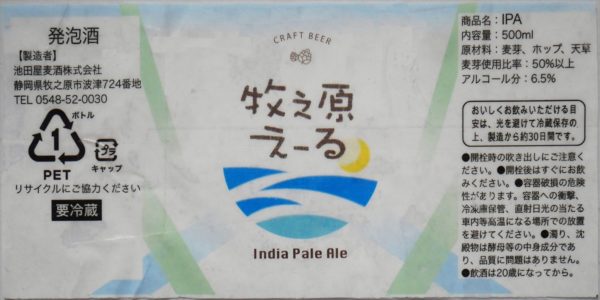 発泡酒
【製造者】
池田屋麦酒株式会社
静岡県牧之原市波津724番地
TEL 0548-52-0030
ボトル
1
PET
プラ
キャップ
リサイクルにご協力ください
要冷蔵
CRAFT BEER
牧之原
えーる
India Pale Ale
商品名：IPA
内容量：500ml
原材料：麦芽、ホップ、天草
麦芽使用比率：50%以上
アルコール分：6.5%
おいしくお飲みいただける目
安は、光を避けて冷蔵保存の
上、製造から約30日間です。
●開栓時の吹き出しにご注意く
ださい。●開栓後はすぐにお飲
みください。●容器破損の危険
性があります。容器への衝撃、
冷凍庫保管、直射日光の当たる
車内等高温になる場所での放置
を避けてください。●濁り、沈
殿物は酵母等の中身成分であ
り、品質に問題はありません。
●飲酒は20歳になってから。